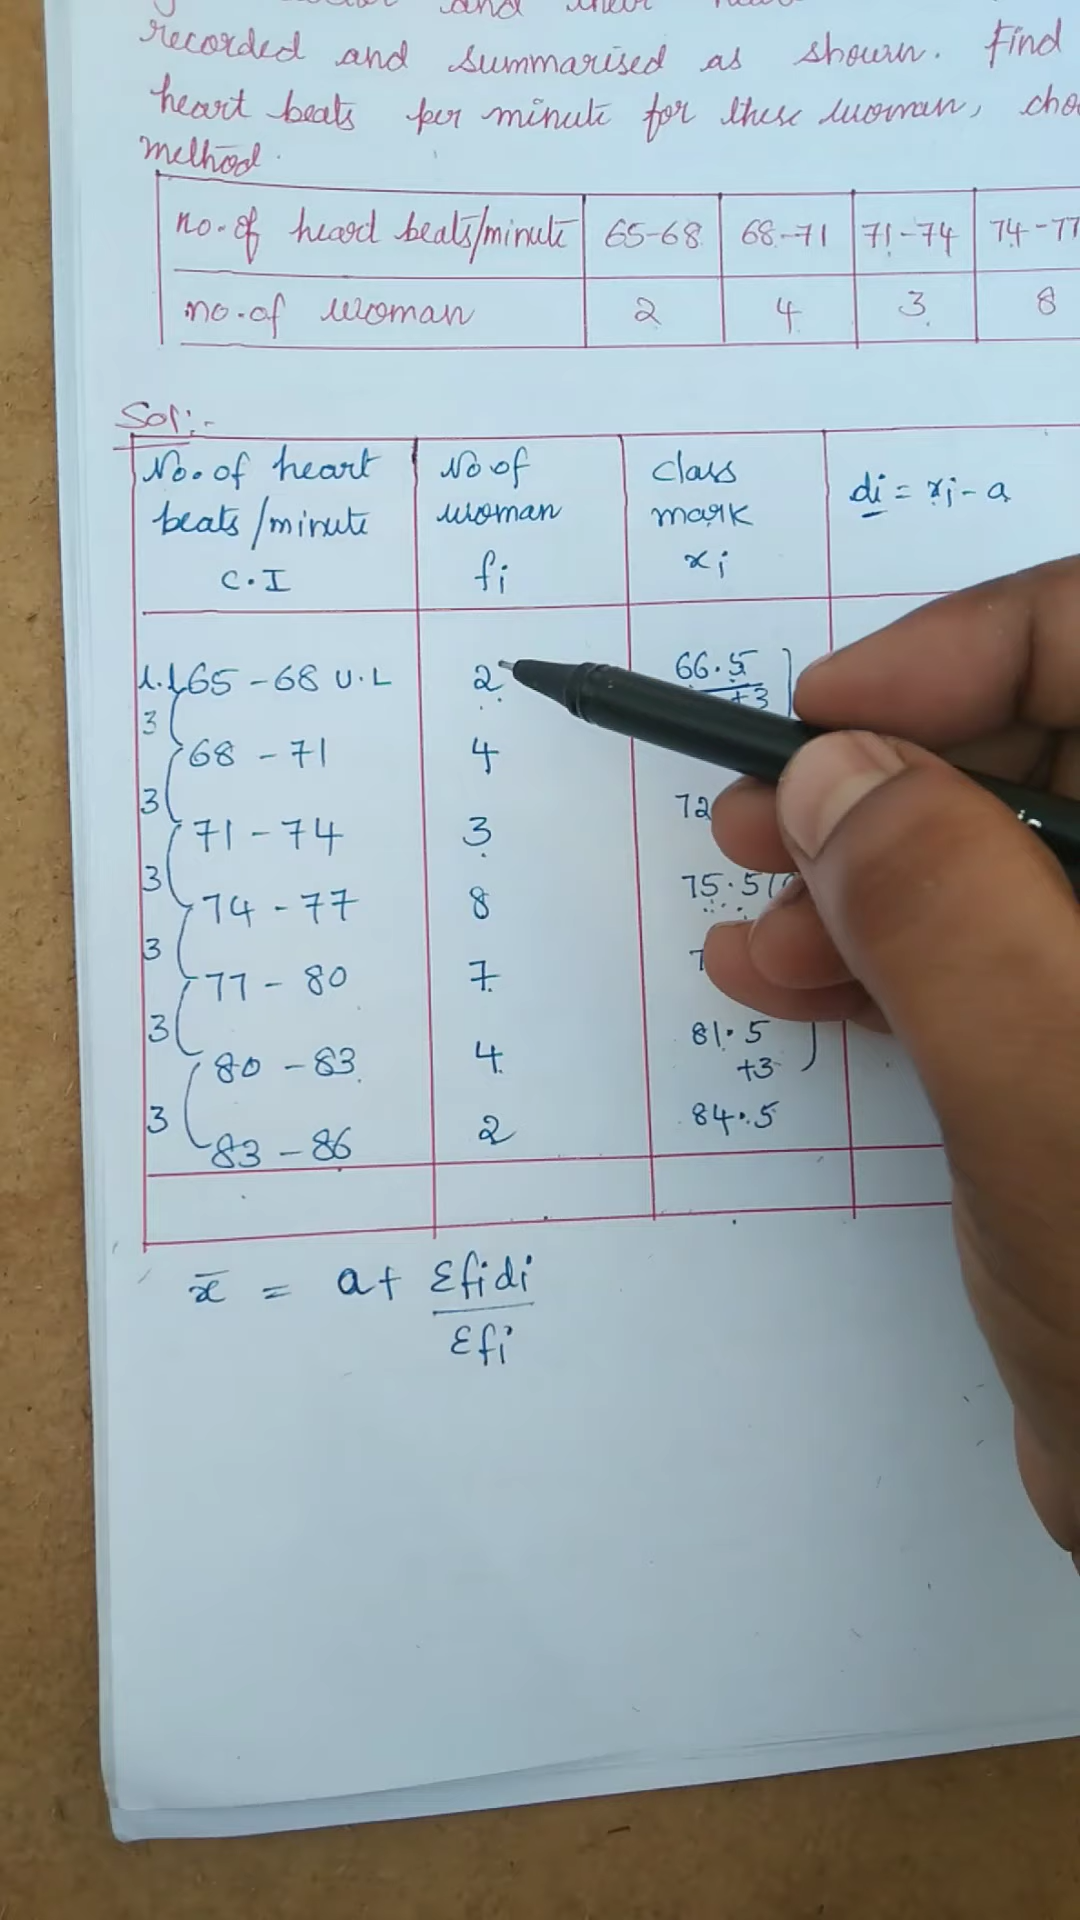 and their
recorded and summarised as shown. Find
heart beats per minute for these woman,
method.
no. of heard beats/minute 65-68 68-71 71-74 74-77
no. of woman 2 4 3 8
Sol:-
No. of heart beats/minute C.I No of woman fi class mark xi di = xi - a
l.l 65-68 U.L 2 66.5
3 +3
68-71 4
3
71-74 3 72
3
74-77 8 75.5
3
77-80 7
3
80-83 4 81.5
3 +3
83-86 2 84.5
x̄ = a + Σfidi
Σfi